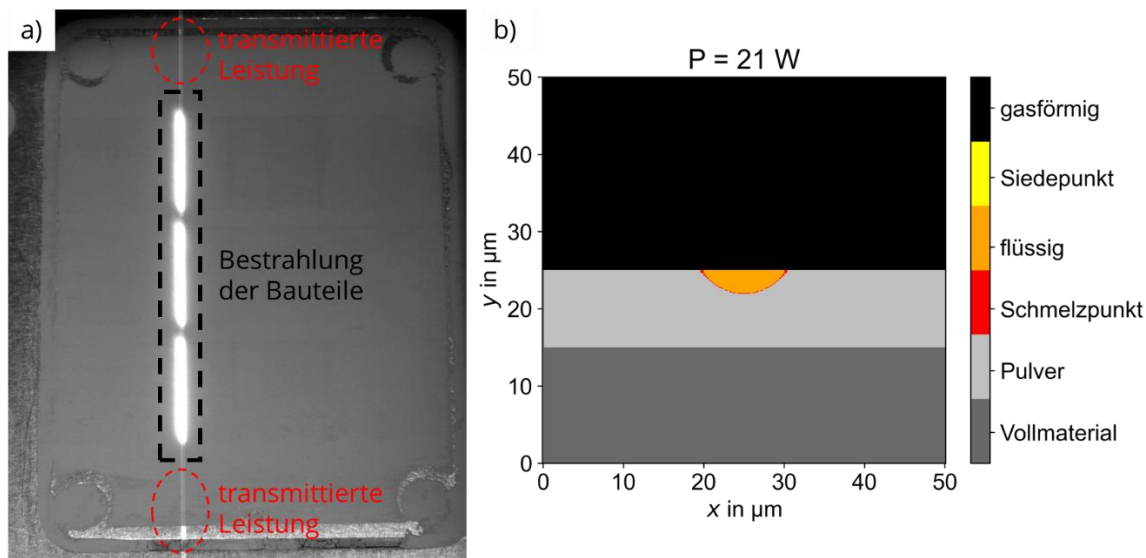 a)
transmittierte
Leistung
Bestrahlung
der Bauteile
transmittierte
Leistung
b)
P = 21 W
50
40
30
20
10
0
y in µm
0
10
20
30
40
50
x in µm
gasförmig
Siedepunkt
flüssig
Schmelzpunkt
Pulver
Vollmaterial